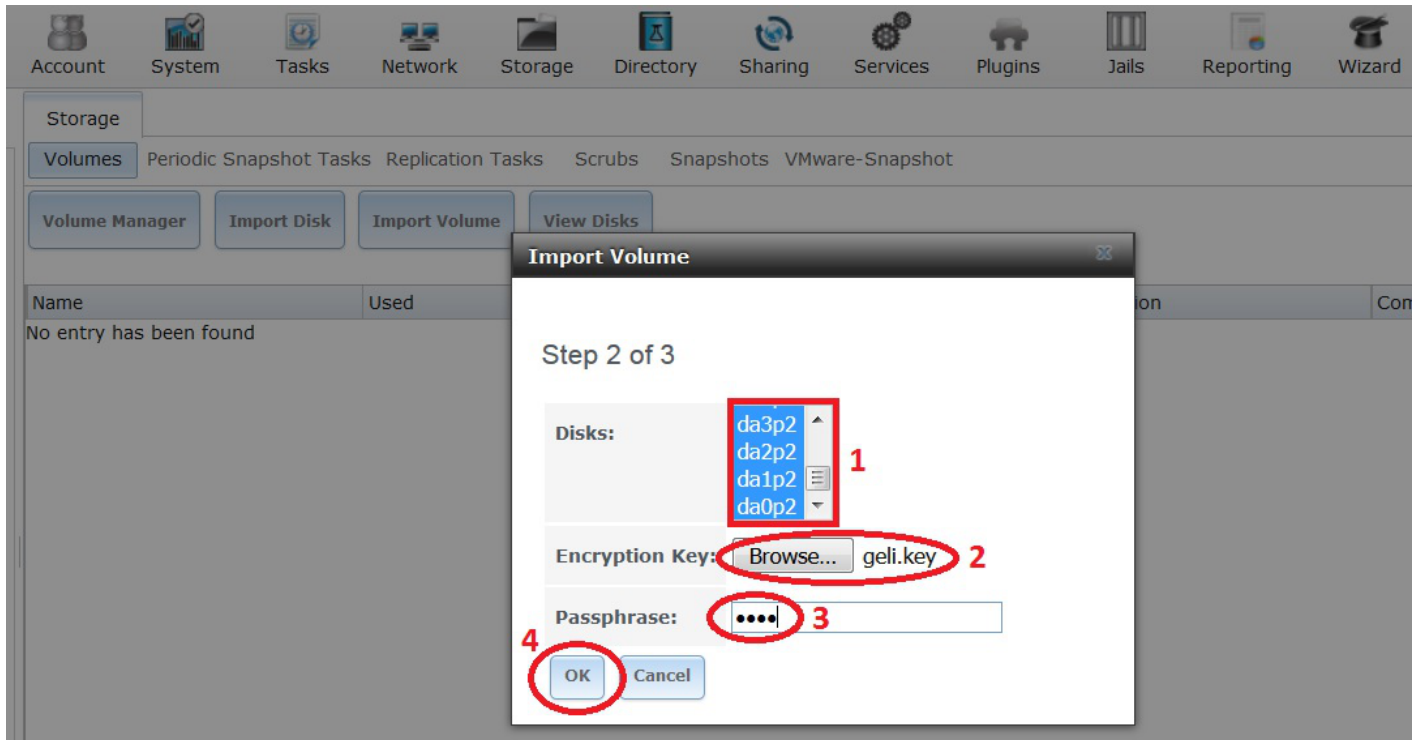 Account System Tasks Network Storage Directory Sharing Services Plugins Jails Reporting Wizard
Storage
Volumes Periodic Snapshot Tasks Replication Tasks Scrubs Snapshots VMware-Snapshot
Volume Manager Import Disk Import Volume View Disks
Import Volume
Name Used ion Com
No entry has been found
Step 2 of 3
Disks:
da3p2
da2p2
da1p2
da0p2
1
Encryption Key: Browse... geli.key 2
Passphrase: •••• 3
4
OK Cancel